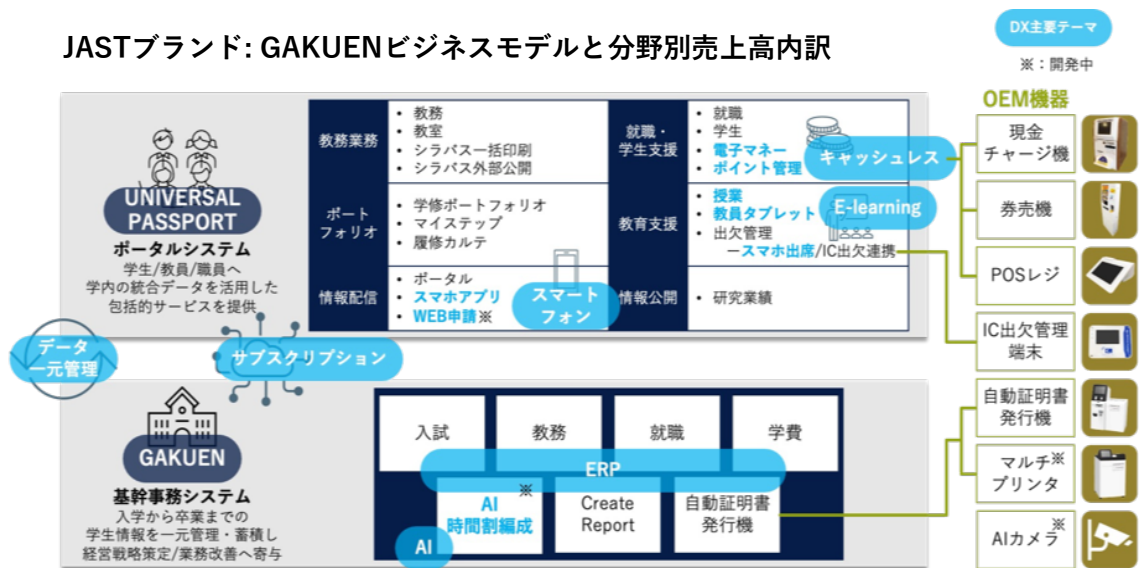 JASTブランド: GAKUENビジネスモデルと分野別売上高内訳
DX主要テーマ
※：開発中
OEM機器
UNIVERSAL
PASSPORT
ポータルシステム
学生/教員/職員へ
学内の統合データを活用した
包括的サービスを提供
教務業務
• 教務
• 教室
• シラバス一括印刷
• シラバス外部公開
就職・
学生支援
• 就職
• 学生
• 電子マネー
• ポイント管理
キャッシュレス
ポート
フォリオ
• 学修ポートフォリオ
• マイステップ
• 履修カルテ
教育支援
• 授業
• 教員タブレット
• 出欠管理
ースマホ出席/IC出欠連携
E-learning
情報配信
• ポータル
• スマホアプリ
• WEB申請※
スマート
フォン
情報公開
• 研究業績
データ
一元管理
サブスクリプション
GAKUEN
基幹事務システム
入学から卒業までの
学生情報を一元管理・蓄積し
経営戦略策定/業務改善へ寄与
入試
教務
就職
学費
ERP
※
AI
時間割編成
AI
Create
Report
自動証明書
発行機
現金
チャージ機
券売機
POSレジ
IC出欠管理
端末
自動証明書
発行機
マルチ※
プリンタ
AIカメラ※